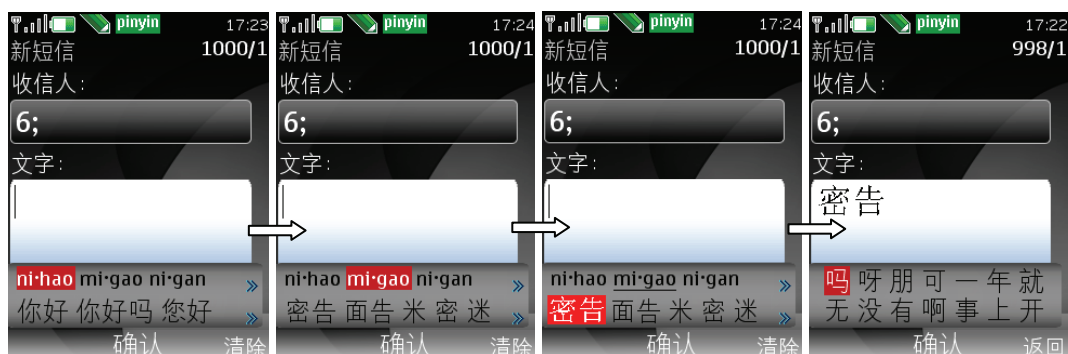 pinyin 17:23
新短信 1000/1
收信人:
6;
文字:
ni·hao mi·gao ni·gan
你好 你好吗 您好
确认 清除
pinyin 17:24
新短信 1000/1
收信人:
6;
文字:
ni·hao mi·gao ni·gan
密告 面告 米 密 迷
确认 清除
pinyin 17:24
新短信 1000/1
收信人:
6;
文字:
ni·hao mi·gao ni·gan
密告 面告 米 密 迷
确认 清除
pinyin 17:22
新短信 998/1
收信人:
6;
文字:
密告
吗 呀 朋 可 一 年 就
无 没 有 啊 事 上 开
确认 返回